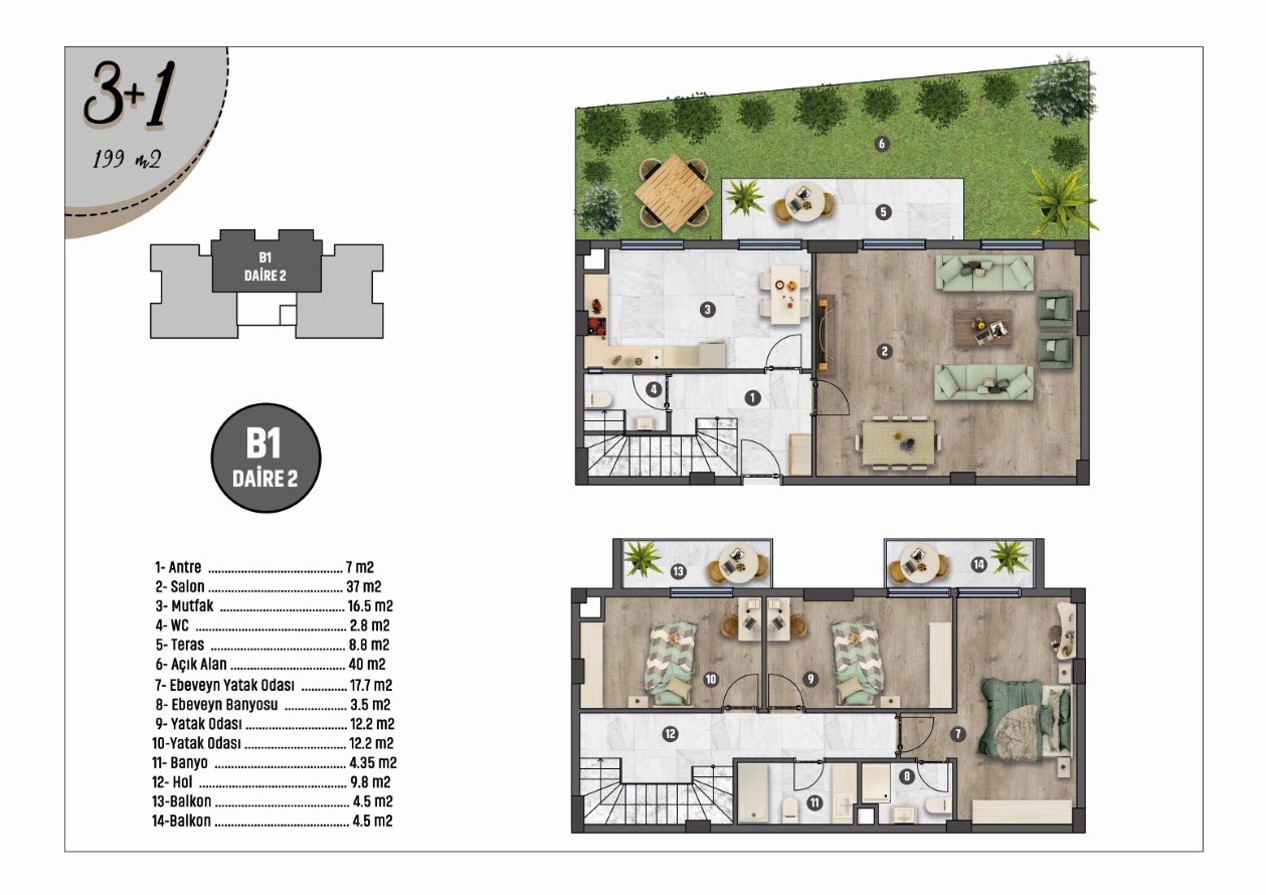 3+1
199 m2
B1
DAİRE 2
B1
DAİRE 2
1- Antre ................................... 7 m2
2- Salon ................................... 37 m2
3- Mutfak ................................ 16.5 m2
4- WC ....................................... 2.8 m2
5- Teras ................................... 8.8 m2
6- Açık Alan .............................. 40 m2
7- Ebeveyn Yatak Odası ............ 17.7 m2
8- Ebeveyn Banyosu ................ 3.5 m2
9- Yatak Odası .......................... 12.2 m2
10-Yatak Odası .......................... 12.2 m2
11- Banyo .................................. 4.35 m2
12- Hol ....................................... 9.8 m2
13-Balkon ................................... 4.5 m2
14-Balkon ................................... 4.5 m2
6
5
3
2
4
1
13
14
10
9
12
7
8
11